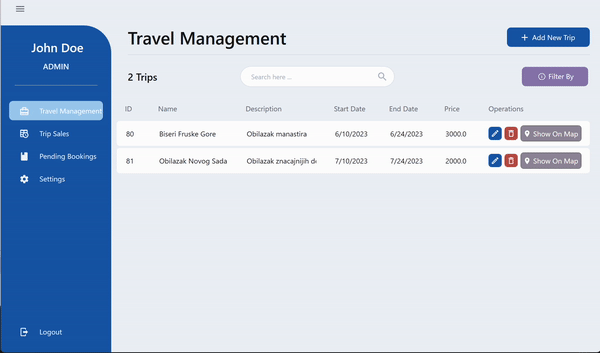 John Doe
ADMIN
Travel Management
Trip Sales
Pending Bookings
Settings
Logout
Travel Management
Add New Trip
2 Trips
Search here ...
Filter By
ID Name Description Start Date End Date Price Operations
80 Biseri Fruske Gore Obilazak manastira 6/10/2023 6/24/2023 3000.0 Show On Map
81 Obilazak Novog Sada Obilazak znacajnijih 7/10/2023 7/24/2023 2000.0 Show On Map